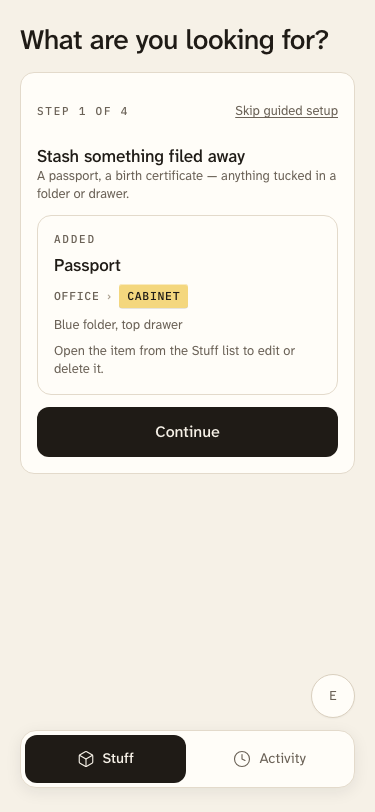 What are you looking for?
STEP 1 OF 4
Skip guided setup
Stash something filed away
A passport, a birth certificate — anything tucked in a
folder or drawer.
ADDED
Passport
OFFICE › CABINET
Blue folder, top drawer
Open the item from the Stuff list to edit or
delete it.
Continue
E
Stuff
Activity